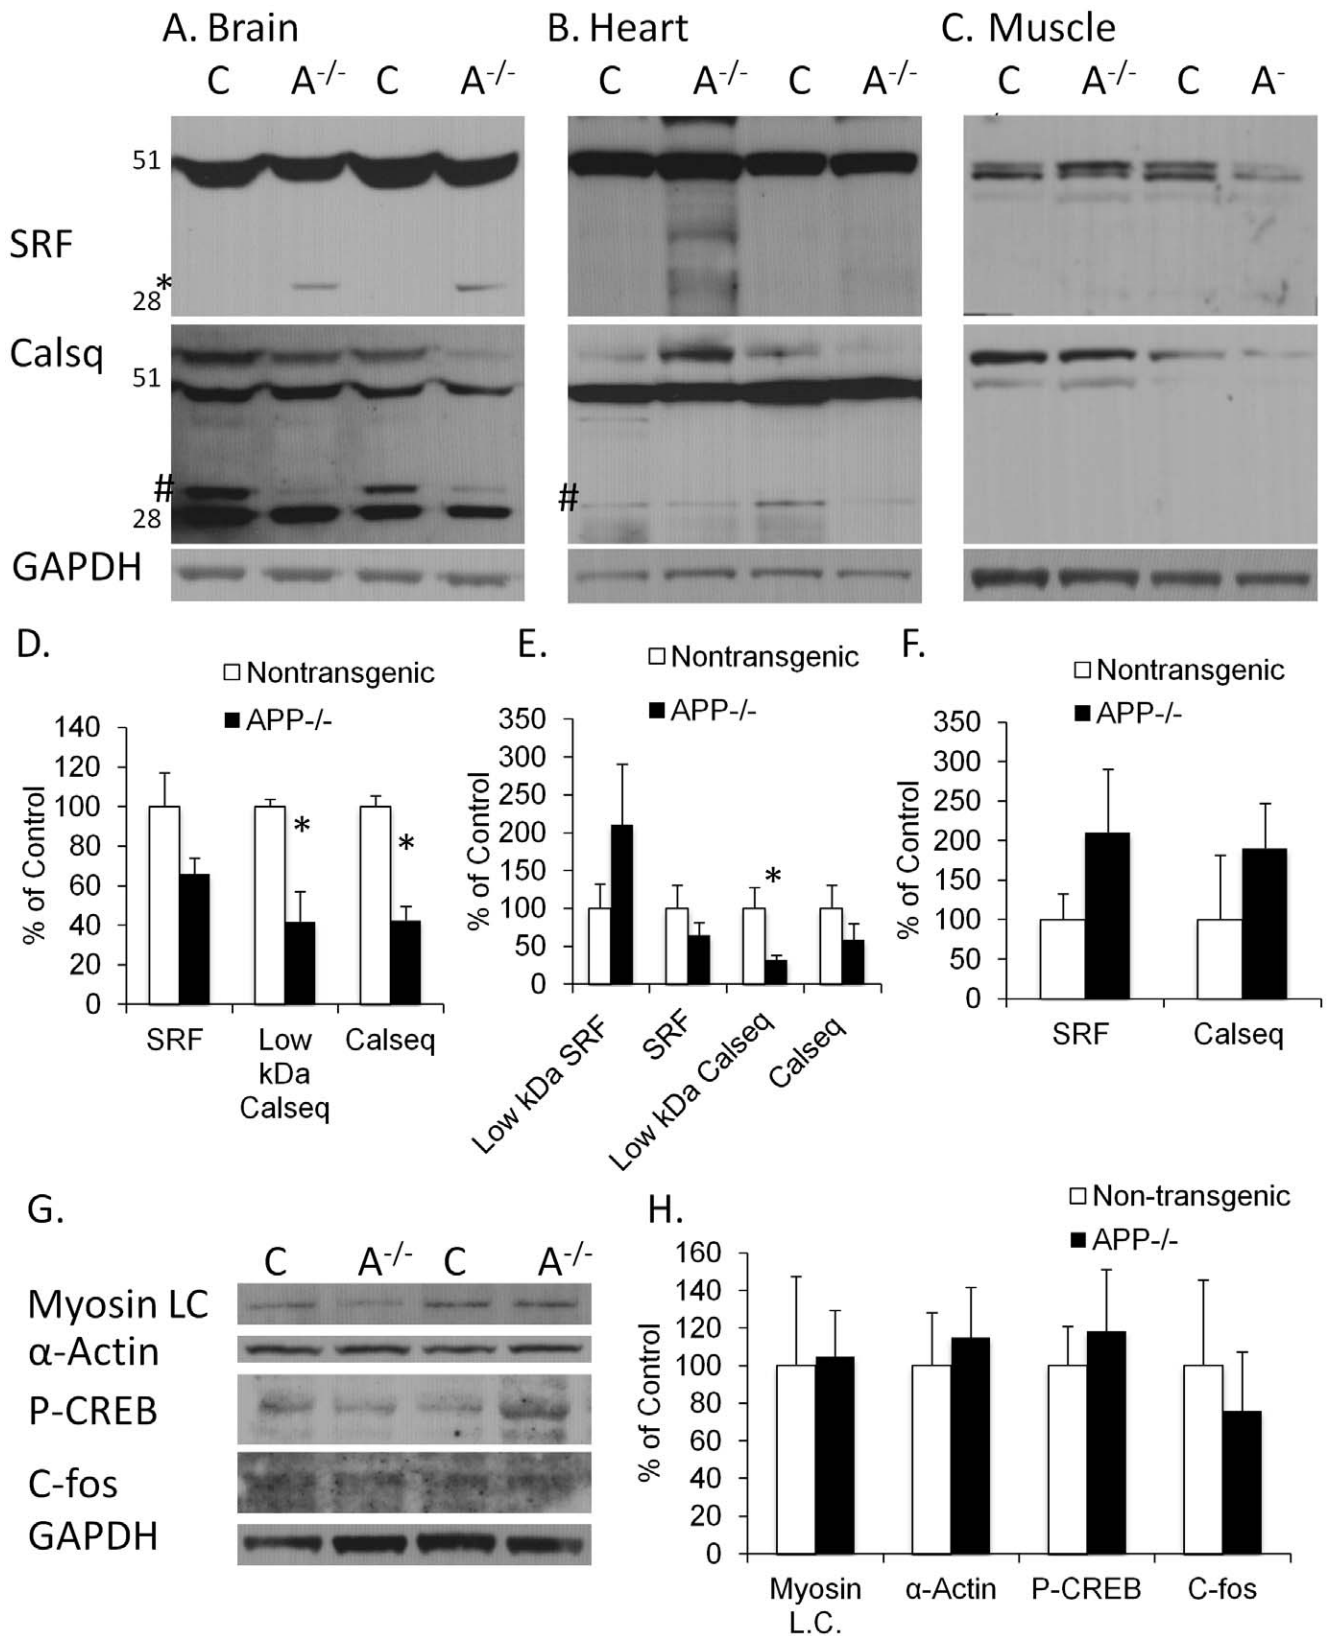 A. Brain
B. Heart
C. Muscle
C A-/- C A-/-
C A-/- C A-/-
C A-/- C A-
51
SRF
*
28
Calsq
51
#
28
#
GAPDH
D.
Nontransgenic
APP-/-
140
120
100
80
60
40
20
0
% of Control
*
*
SRF
Low
kDa
Calseq
Calseq
E.
Nontransgenic
APP-/-
350
300
250
200
150
100
50
0
% of Control
*
Low kDa SRF
SRF
Low kDa Calseq
Calseq
F.
Nontransgenic
APP-/-
350
300
250
200
150
100
50
0
% of Control
SRF
Calseq
G.
C A-/- C A-/-
Myosin LC
α-Actin
P-CREB
C-fos
GAPDH
H.
Non-transgenic
APP-/-
160
140
120
100
80
60
40
20
0
% of Control
Myosin
L.C.
α-Actin
P-CREB
C-fos